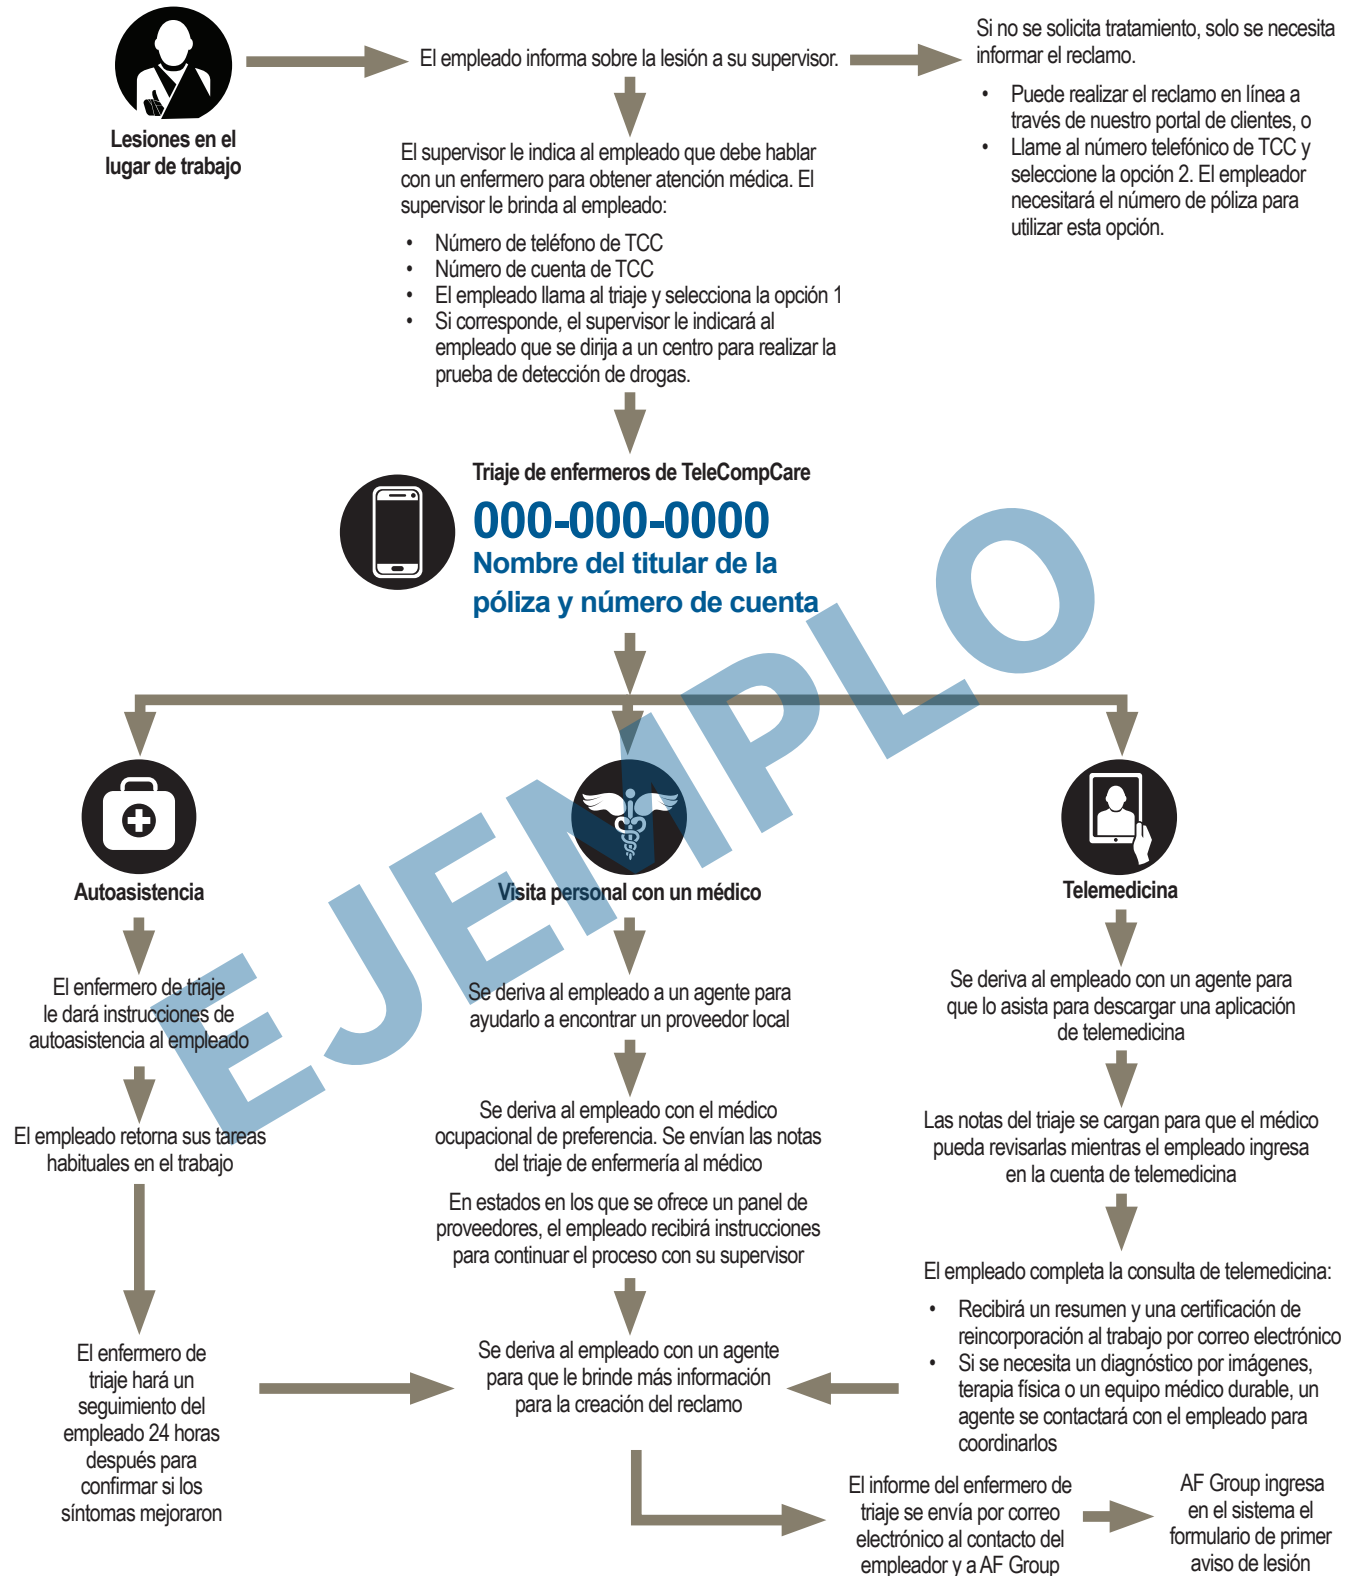 Lesiones en el
lugar de trabajo
El empleado informa sobre la lesión a su supervisor.
Si no se solicita tratamiento, solo se necesita
informar el reclamo.
• Puede realizar el reclamo en línea a
través de nuestro portal de clientes, o
• Llame al número telefónico de TCC y
seleccione la opción 2. El empleador
necesitará el número de póliza para
utilizar esta opción.
El supervisor le indica al empleado que debe hablar
con un enfermero para obtener atención médica. El
supervisor le brinda al empleado:
• Número de teléfono de TCC
• Número de cuenta de TCC
• El empleado llama al triaje y selecciona la opción 1
• Si corresponde, el supervisor le indicará al
empleado que se dirija a un centro para realizar la
prueba de detección de drogas.
Triaje de enfermeros de TeleCompCare
000-000-0000
Nombre del titular de la
póliza y número de cuenta
EJEMPLO
Autoasistencia
El enfermero de triaje
le dará instrucciones de
autoasistencia al empleado
El empleado retorna sus tareas
habituales en el trabajo
El enfermero de
triaje hará un
seguimiento del
empleado 24 horas
después para
confirmar si los
síntomas mejoraron
Visita personal con un médico
Se deriva al empleado a un agente para
ayudarlo a encontrar un proveedor local
Se deriva al empleado con el médico
ocupacional de preferencia. Se envían las notas
del triaje de enfermería al médico
En estados en los que se ofrece un panel de
proveedores, el empleado recibirá instrucciones
para continuar el proceso con su supervisor
Se deriva al empleado con un agente
para que le brinde más información
para la creación del reclamo
Telemedicina
Se deriva al empleado con un agente para
que lo asista para descargar una aplicación
de telemedicina
Las notas del triaje se cargan para que el médico
pueda revisarlas mientras el empleado ingresa
en la cuenta de telemedicina
El empleado completa la consulta de telemedicina:
• Recibirá un resumen y una certificación de
reincorporación al trabajo por correo electrónico
• Si se necesita un diagnóstico por imágenes,
terapia física o un equipo médico durable, un
agente se contactará con el empleado para
coordinarlos
El informe del enfermero de
triaje se envía por correo
electrónico al contacto del
empleador y a AF Group
AF Group ingresa
en el sistema el
formulario de primer
aviso de lesión